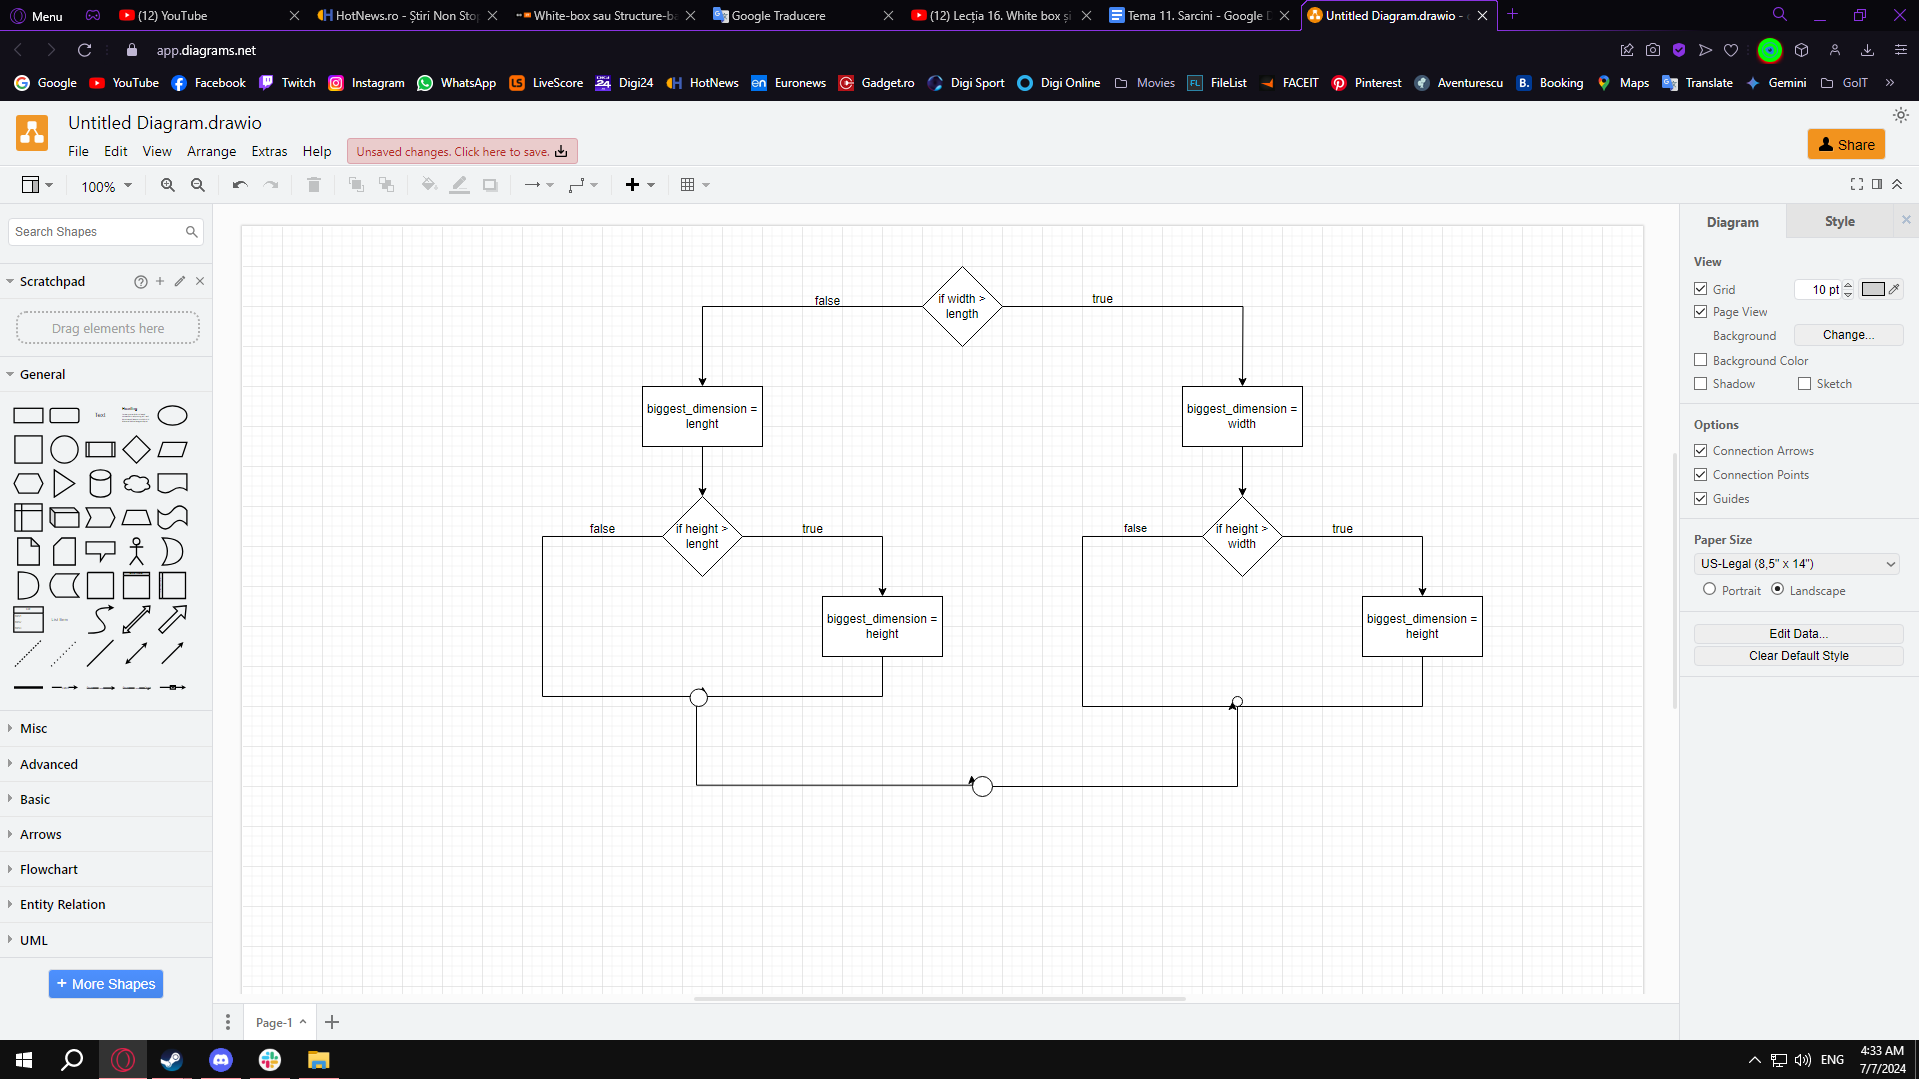 Menu
(12) YouTube
HotNews.ro - Știri Non Stop
White-box sau Structure-ba
Google Traducere
(12) Lecția 16. White box și
Tema 11. Sarcini - Google D
Untitled Diagram.drawio -
app.diagrams.net
Google YouTube Facebook Twitch Instagram WhatsApp LiveScore Digi24 HotNews Euronews Gadget.ro Digi Sport Digi Online Movies FileList FACEIT Pinterest Aventurescu Booking Maps Translate Gemini GoIT
Untitled Diagram.drawio
File Edit View Arrange Extras Help
Unsaved changes. Click here to save.
Share
100%
Search Shapes
Scratchpad
Drag elements here
General
Text
Heading
Misc
Advanced
Basic
Arrows
Flowchart
Entity Relation
UML
+ More Shapes
if width >
length
false
true
biggest_dimension =
lenght
biggest_dimension =
width
if height >
lenght
false
true
if height >
width
false
true
biggest_dimension =
height
biggest_dimension =
height
Diagram
Style
View
Grid
10 pt
Page View
Background
Change...
Background Color
Shadow
Sketch
Options
Connection Arrows
Connection Points
Guides
Paper Size
US-Legal (8,5" x 14")
Portrait
Landscape
Edit Data...
Clear Default Style
Page-1
ENG
4:33 AM
7/7/2024